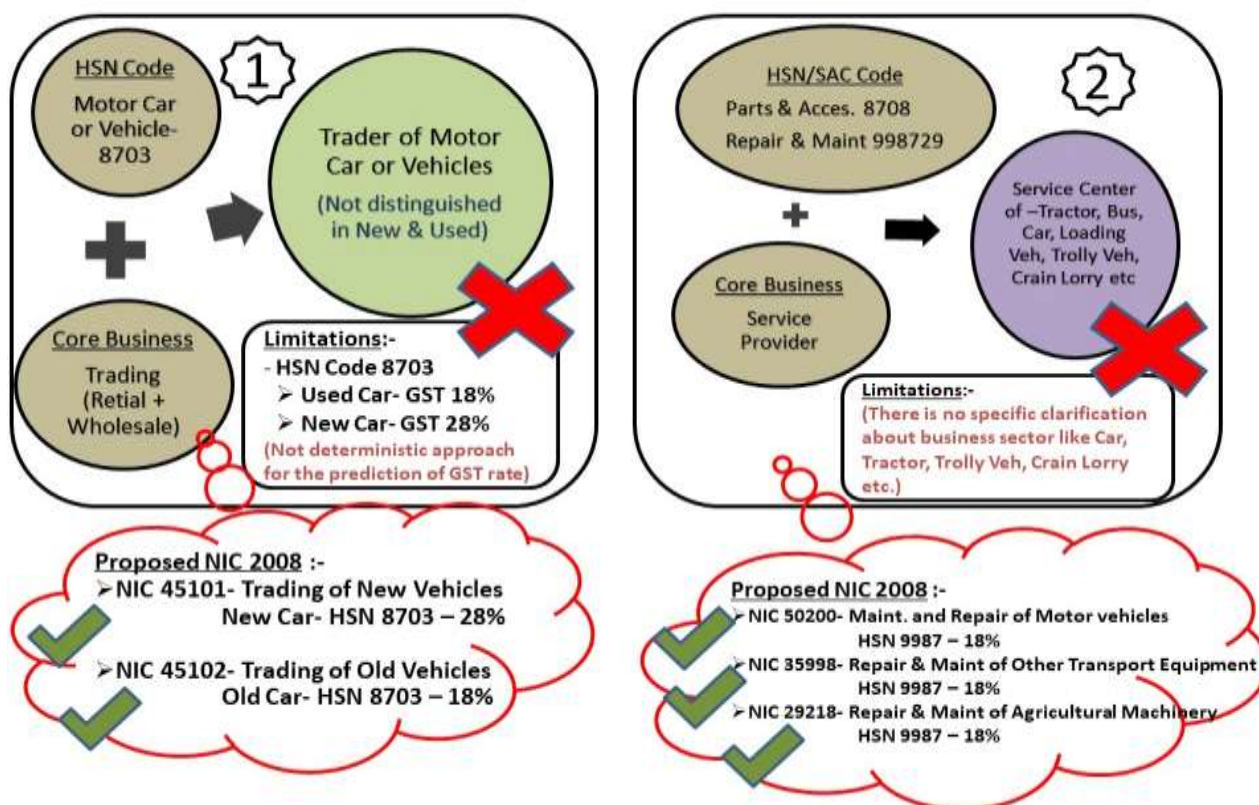 1
HSN Code
Motor Car
or Vehicle-
8703
Trader of Motor
Car or Vehicles
(Not distinguished
in New & Used)
Core Business
Trading
(Retial +
Wholesale)
Limitations:-
- HSN Code 8703
➢ Used Car- GST 18%
➢ New Car- GST 28%
(Not deterministic approach
for the prediction of GST rate)
Proposed NIC 2008 :-
➢NIC 45101- Trading of New Vehicles
New Car- HSN 8703 – 28%
➢NIC 45102- Trading of Old Vehicles
Old Car- HSN 8703 – 18%
2
HSN/SAC Code
Parts & Acces. 8708
Repair & Maint 998729
Service Center
of –Tractor, Bus,
Car, Loading
Veh, Trolly Veh,
Crain Lorry etc
Core Business
Service
Provider
Limitations:-
(There is no specific clarification
about business sector like Car,
Tractor, Trolly Veh, Crain Lorry
etc.)
Proposed NIC 2008 :-
➢NIC 50200- Maint. and Repair of Motor vehicles
HSN 9987 – 18%
➢NIC 35998- Repair & Maint of Other Transport Equipment
HSN 9987 – 18%
➢NIC 29218- Repair & Maint of Agricultural Machinery
HSN 9987 – 18%